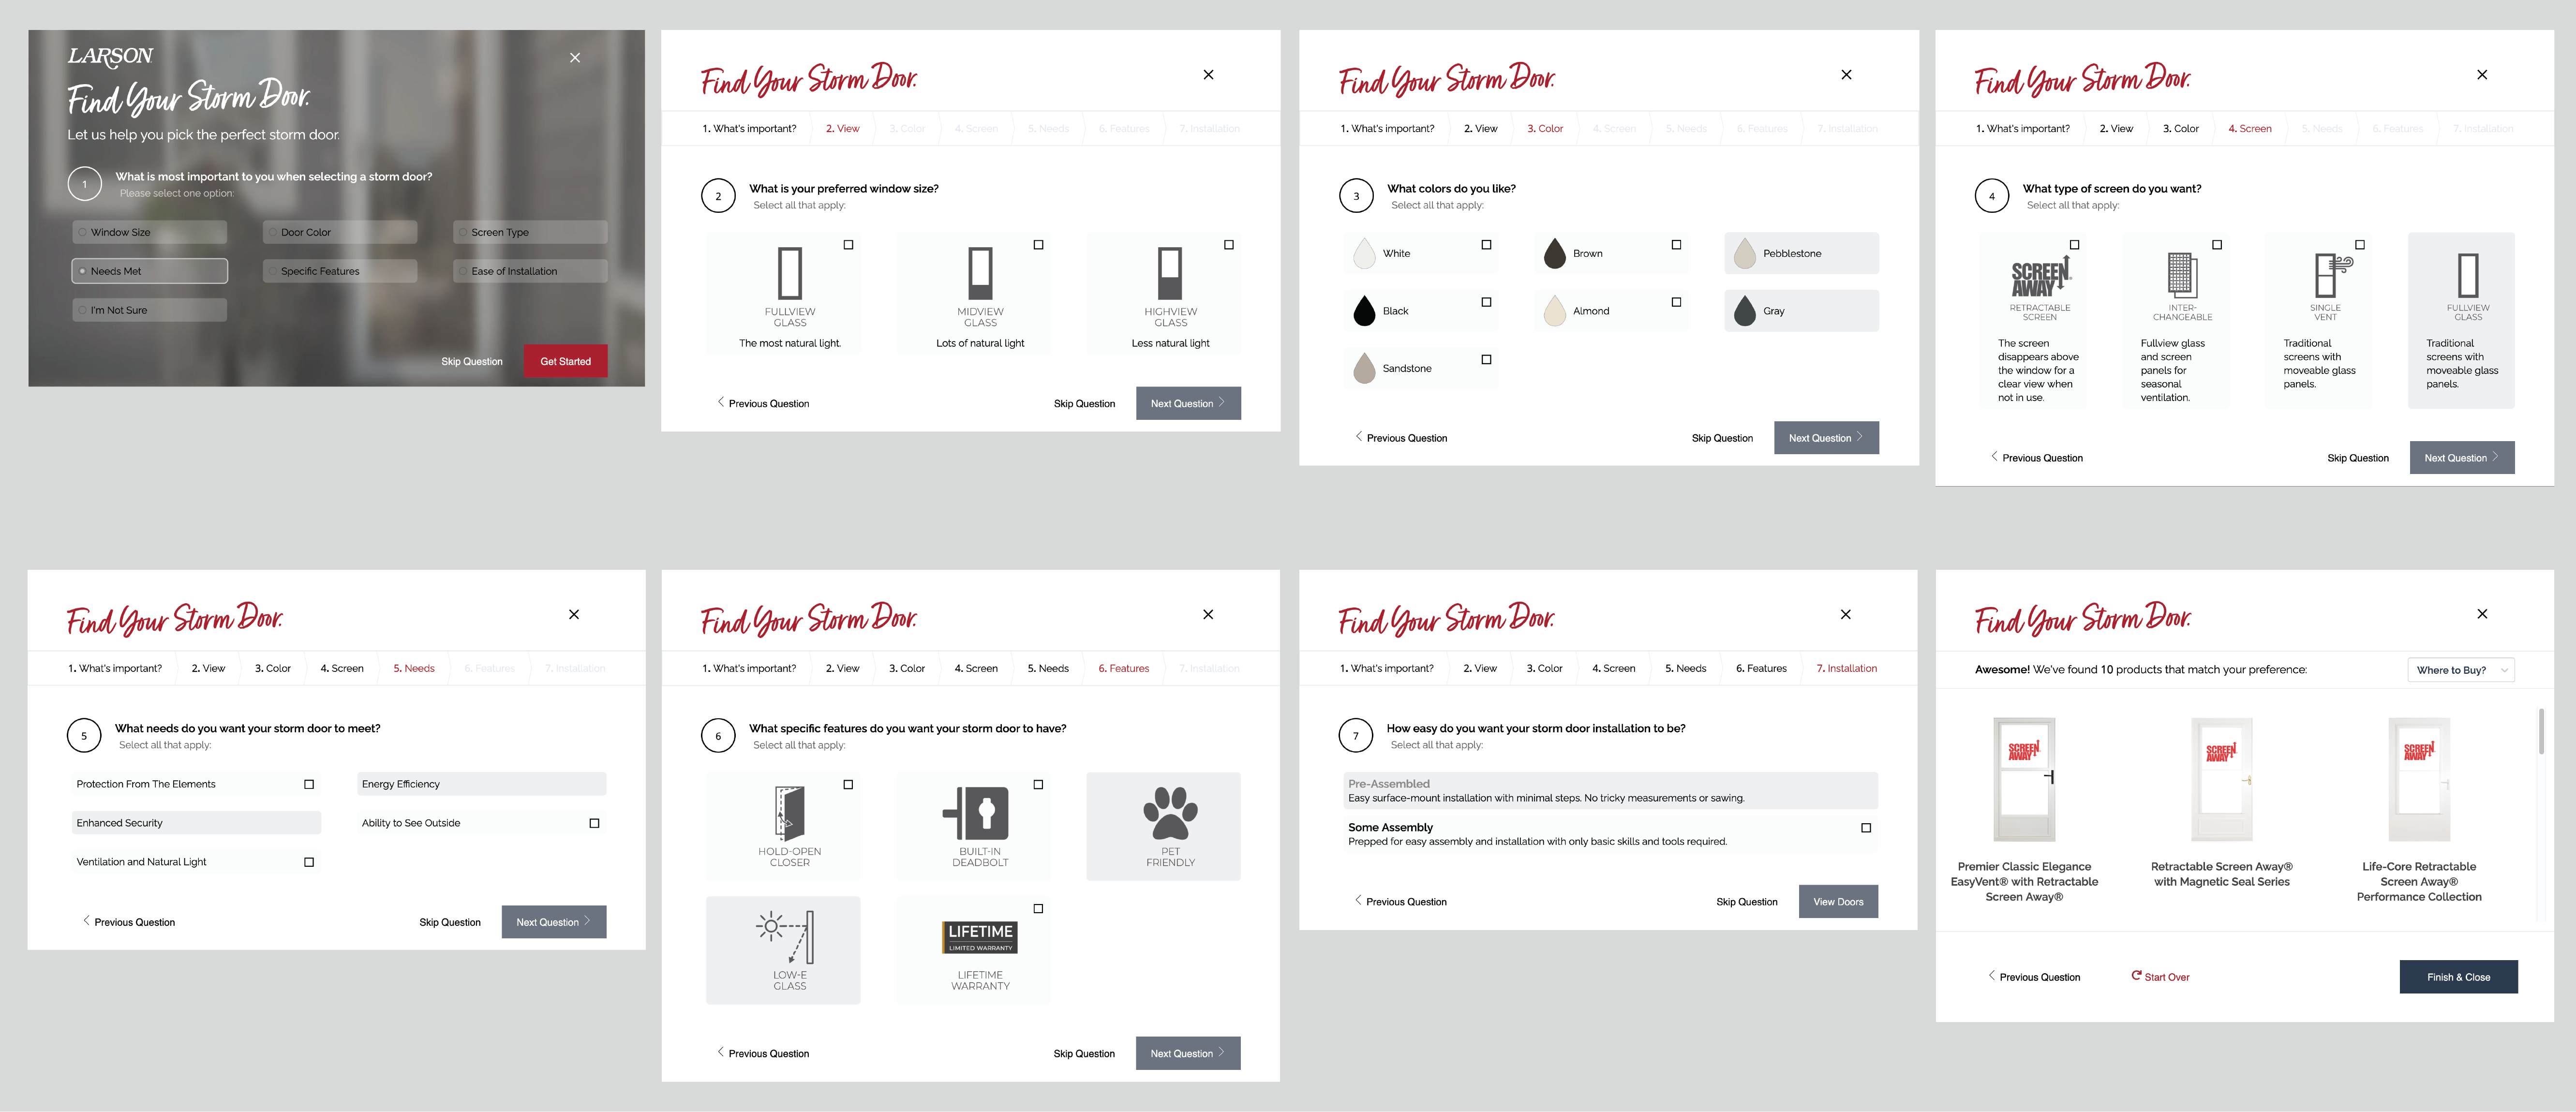 LARSON
Find Your Storm Door.
Let us help you pick the perfect storm door.
1
What is most important to you when selecting a storm door?
Please select one option:
Window Size
Door Color
Screen Type
Needs Met
Specific Features
Ease of Installation
I'm Not Sure
Skip Question
Get Started
Find Your Storm Door.
1. What's important?
2. View
3. Color
4. Screen
5. Needs
6. Features
7. Installation
2
What is your preferred window size?
Select all that apply:
FULLVIEW
GLASS
The most natural light.
MIDVIEW
GLASS
Lots of natural light
HIGHVIEW
GLASS
Less natural light
Previous Question
Skip Question
Next Question
Find Your Storm Door.
1. What's important?
2. View
3. Color
4. Screen
5. Needs
6. Features
7. Installation
3
What colors do you like?
Select all that apply:
White
Brown
Pebblestone
Black
Almond
Gray
Sandstone
Previous Question
Skip Question
Next Question
Find Your Storm Door.
1. What's important?
2. View
3. Color
4. Screen
5. Needs
6. Features
7. Installation
4
What type of screen do you want?
Select all that apply:
SCREEN
AWAY
RETRACTABLE
SCREEN
The screen
disappears above
the window for a
clear view when
not in use.
INTER-
CHANGEABLE
Fullview glass
and screen
panels for
seasonal
ventilation.
SINGLE
VENT
Traditional
screens with
moveable glass
panels.
FULLVIEW
GLASS
Traditional
screens with
moveable glass
panels.
Previous Question
Skip Question
Next Question
Find Your Storm Door.
1. What's important?
2. View
3. Color
4. Screen
5. Needs
6. Features
7. Installation
5
What needs do you want your storm door to meet?
Select all that apply:
Protection From The Elements
Energy Efficiency
Enhanced Security
Ability to See Outside
Ventilation and Natural Light
Previous Question
Skip Question
Next Question
Find Your Storm Door.
1. What's important?
2. View
3. Color
4. Screen
5. Needs
6. Features
7. Installation
6
What specific features do you want your storm door to have?
Select all that apply:
HOLD-OPEN
CLOSER
BUILT-IN
DEADBOLT
PET
FRIENDLY
LOW-E
GLASS
LIFETIME
LIMITED WARRANTY
LIFETIME
WARRANTY
Previous Question
Skip Question
Next Question
Find Your Storm Door.
1. What's important?
2. View
3. Color
4. Screen
5. Needs
6. Features
7. Installation
7
How easy do you want your storm door installation to be?
Select all that apply:
Pre-Assembled
Easy surface-mount installation with minimal steps. No tricky measurements or sawing.
Some Assembly
Prepped for easy assembly and installation with only basic skills and tools required.
Previous Question
Skip Question
View Doors
Find Your Storm Door.
Awesome! We've found 10 products that match your preference:
Where to Buy?
SCREEN
AWAY
Premier Classic Elegance
EasyVent® with Retractable
Screen Away®
SCREEN
AWAY
Retractable Screen Away®
with Magnetic Seal Series
SCREEN
AWAY
Life-Core Retractable
Screen Away®
Performance Collection
Previous Question
Start Over
Finish & Close